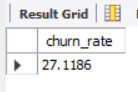 Result Grid
churn_rate
27.1186